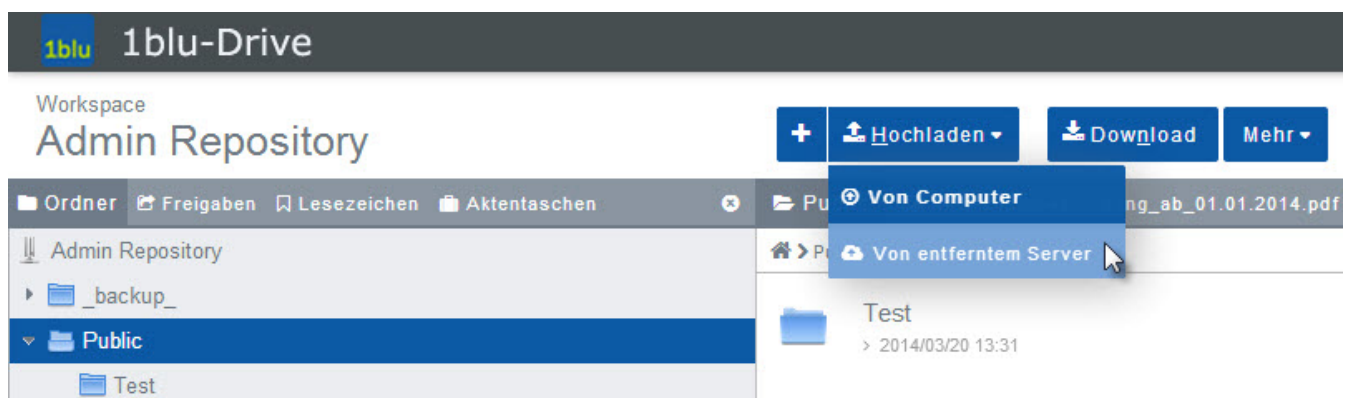 1blu 1blu-Drive
Workspace
Admin Repository
+ Hochladen Download Mehr
Ordner Freigaben Lesezeichen Aktentaschen
Pu ng_ab_01.01.2014.pdf
Von Computer
Admin Repository
Von entferntem Server
_backup_
Public
Test
Test
> 2014/03/20 13:31